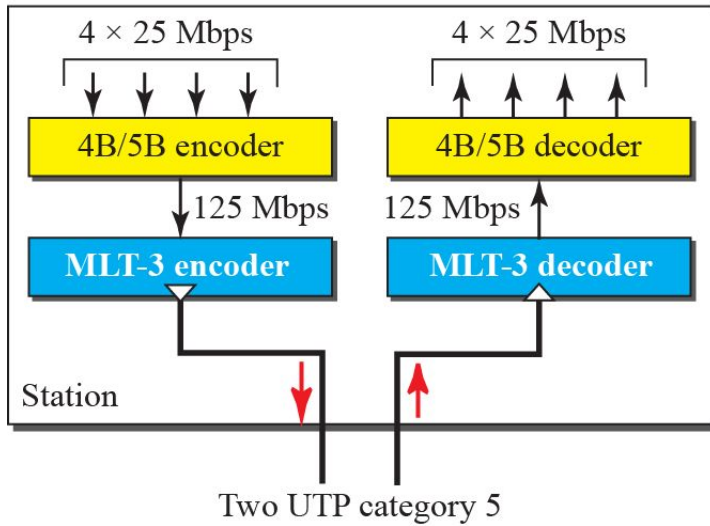 4 × 25 Mbps
4B/5B encoder
125 Mbps
MLT-3 encoder
4 × 25 Mbps
4B/5B decoder
125 Mbps
MLT-3 decoder
Station
Two UTP category 5